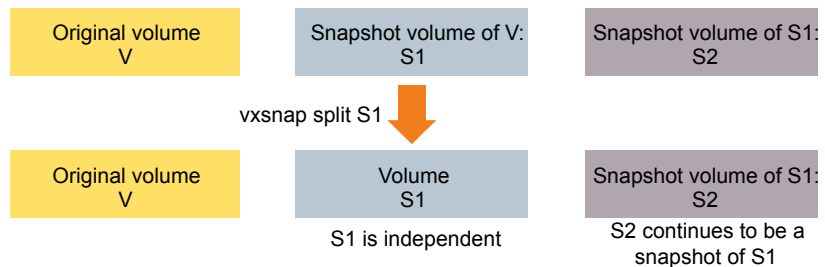 Original volume
V
Snapshot volume of V:
S1
Snapshot volume of S1:
S2
vxsnap split S1
Original volume
V
Volume
S1
Snapshot volume of S1:
S2
S1 is independent
S2 continues to be a
snapshot of S1